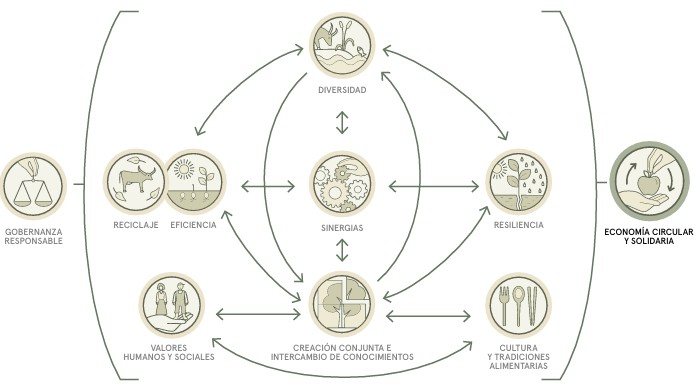 DIVERSIDAD
RECICLAJE
EFICIENCIA
SINERGIAS
RESILIENCIA
GOBERNANZA
RESPONSABLE
ECONOMÍA CIRCULAR
Y SOLIDARIA
VALORES
HUMANOS Y SOCIALES
CREACIÓN CONJUNTA E
INTERCAMBIO DE CONOCIMIENTOS
CULTURA
Y TRADICIONES
ALIMENTARIAS